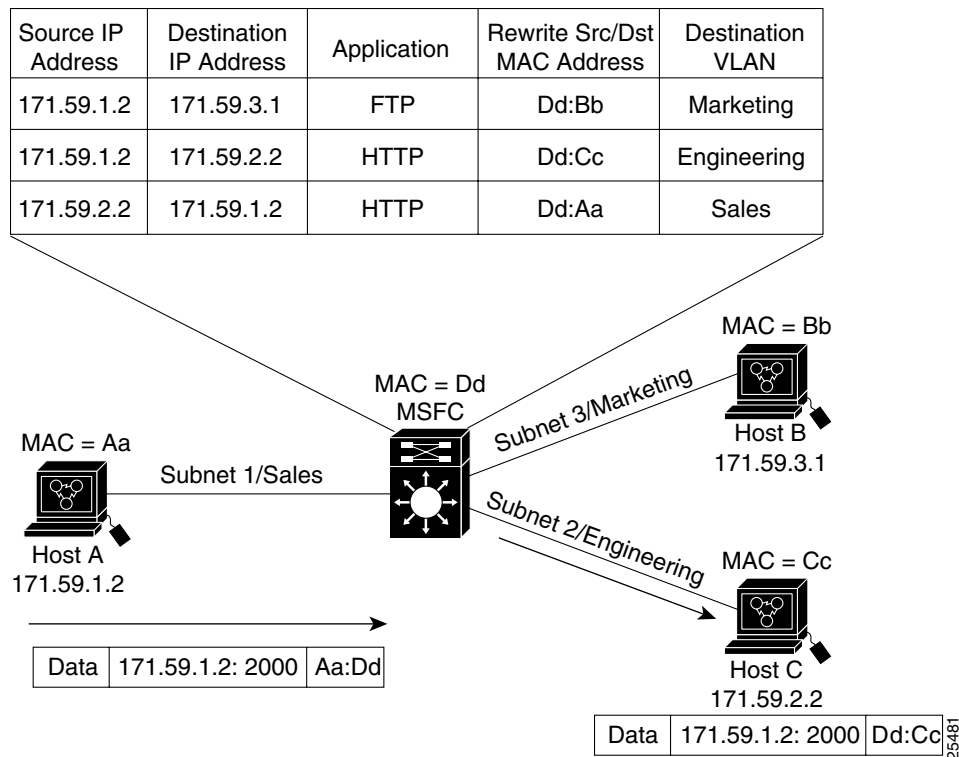 Source IP Address
Destination IP Address
Application
Rewrite Src/Dst MAC Address
Destination VLAN
171.59.1.2 171.59.3.1 FTP Dd:Bb Marketing
171.59.1.2 171.59.2.2 HTTP Dd:Cc Engineering
171.59.2.2 171.59.1.2 HTTP Dd:Aa Sales
MAC = Bb
MAC = Dd
MSFC
Subnet 3/Marketing
Host B
171.59.3.1
MAC = Aa
Subnet 1/Sales
Host A
171.59.1.2
Subnet 2/Engineering
MAC = Cc
Host C
171.59.2.2
Data 171.59.1.2: 2000 Aa:Dd
Data 171.59.1.2: 2000 Dd:Cc
25481